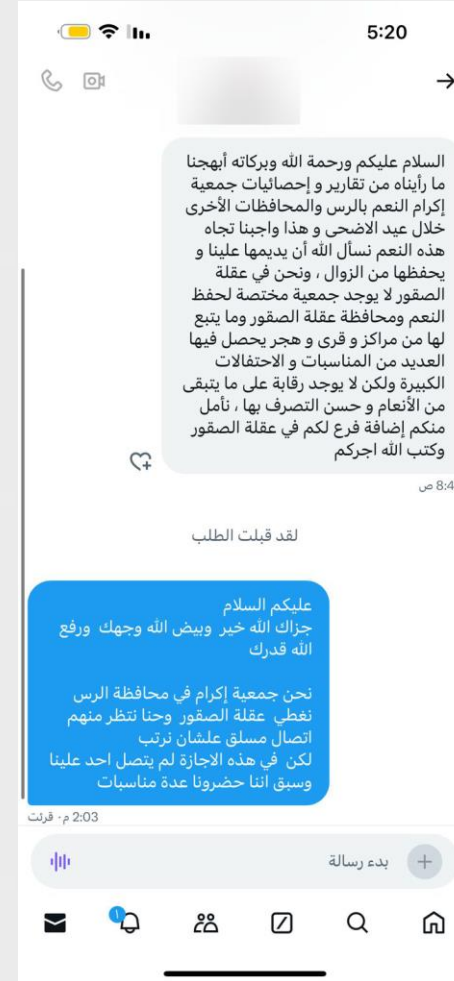 5:20
السلام عليكم ورحمة الله وبركاته أبهجنا
ما رأيناه من تقارير و إحصائيات جمعية
إكرام النعم بالرس والمحافظات الأخرى
خلال عيد الاضحى و هذا واجبنا تجاه
هذه النعم نسأل الله أن يديمها علينا و
يحفظها من الزوال ، ونحن في عقلة
الصقور لا يوجد جمعية مختصة لحفظ
النعم ومحافظة عقلة الصقور وما يتبع
لها من مراكز و قرى و هجر يحصل فيها
العديد من المناسبات و الاحتفالات
الكبيرة ولكن لا يوجد رقابة على ما يتبقى
من الأنعام و حسن التصرف بها ، نأمل
منكم إضافة فرع لكم في عقلة الصقور
وكتب الله اجركم
8:4 ص
لقد قبلت الطلب
عليكم السلام
جزاك الله خير وبيض الله وجهك ورفع
الله قدرك
نحن جمعية إكرام في محافظة الرس
نغطي عقلة الصقور وحنا نتظر منهم
اتصال مسلق علشان نرتب
لكن في هذه الاجازة لم يتصل احد علينا
وسبق اننا حضرونا عدة مناسبات
2:03 م · قرئت
بدء رسالة
١